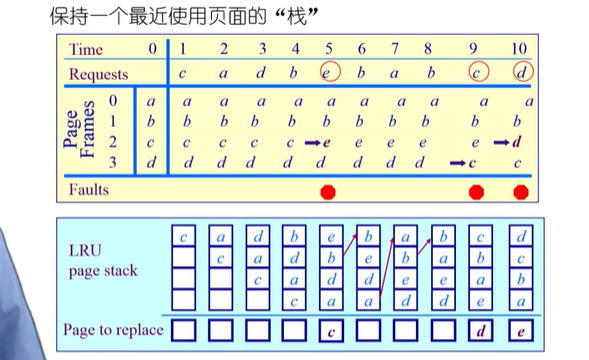 保持一个最近使用页面的“栈”
Time 0 1 2 3 4 5 6 7 8 9 10
Requests c a d b e b a b c d
Page Frames
0 a a a a a a a a a a a
1 b b b b b b b b b b b
2 c c c c c e e e e e d
3 d d d d d d d d d c c
Faults
LRU page stack
c a d b e b a b c d
c a d b e b a b c
c a d d e e a b
c a a d d e a
Page to replace c d e